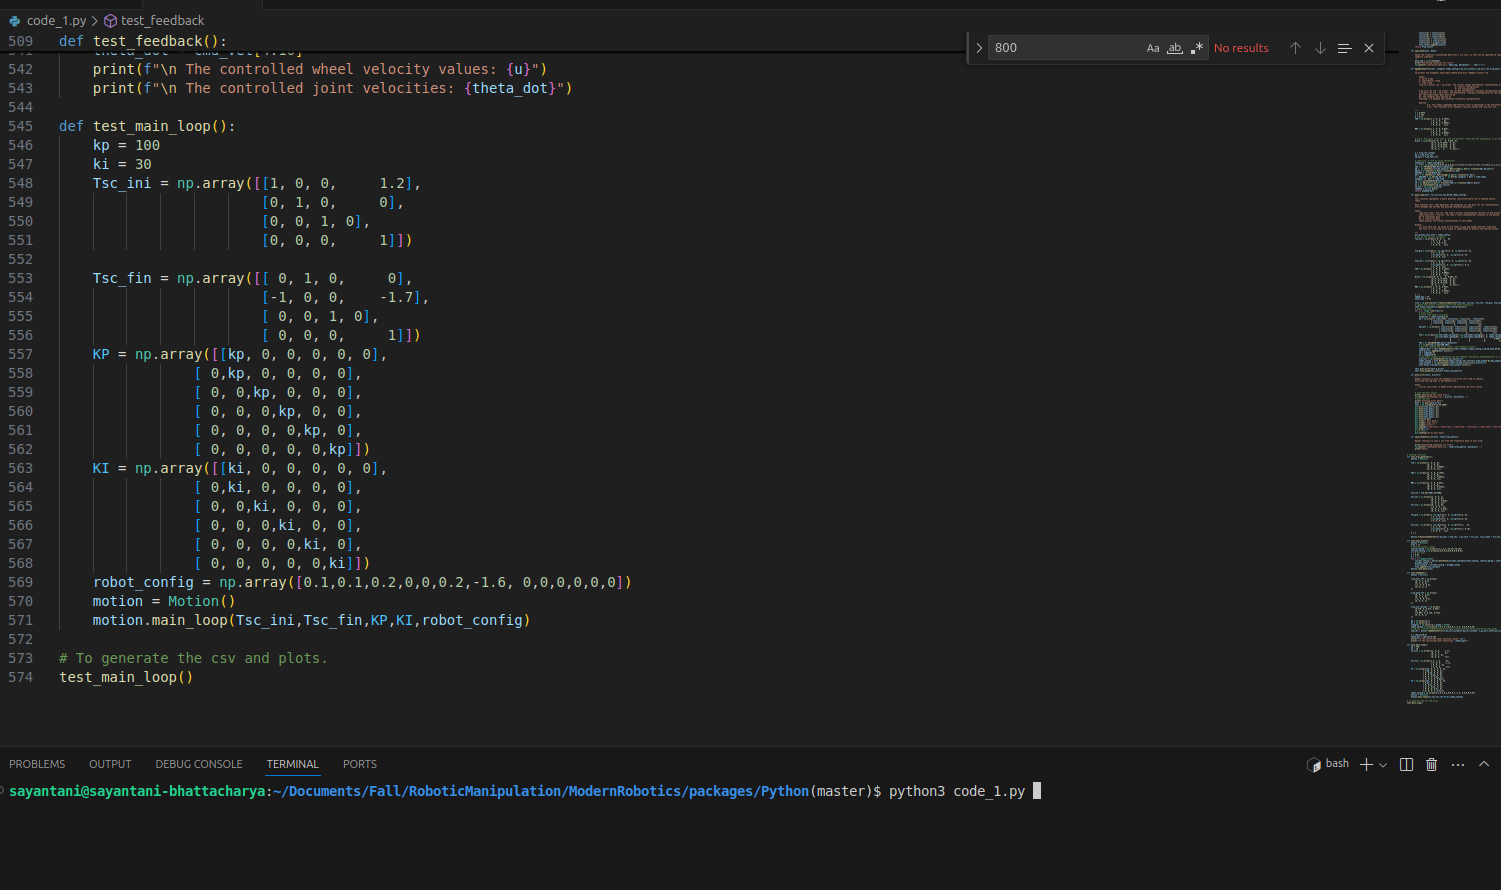 code_1.py > test_feedback
509 def test_feedback():
800 Aa ab .* No results
542 print(f"\n The controlled wheel velocity values: {u}")
543 print(f"\n The controlled joint velocities: {theta_dot}")
544
545 def test_main_loop():
546 kp = 100
547 ki = 30
548 Tsc_ini = np.array([[1, 0, 0, 1.2],
549 [0, 1, 0, 0],
550 [0, 0, 1, 0],
551 [0, 0, 0, 1]])
552
553 Tsc_fin = np.array([[ 0, 1, 0, 0],
554 [-1, 0, 0, -1.7],
555 [ 0, 0, 1, 0],
556 [ 0, 0, 0, 1]])
557 KP = np.array([[kp, 0, 0, 0, 0, 0],
558 [ 0,kp, 0, 0, 0, 0],
559 [ 0, 0,kp, 0, 0, 0],
560 [ 0, 0, 0,kp, 0, 0],
561 [ 0, 0, 0, 0,kp, 0],
562 [ 0, 0, 0, 0, 0,kp]])
563 KI = np.array([[ki, 0, 0, 0, 0, 0],
564 [ 0,ki, 0, 0, 0, 0],
565 [ 0, 0,ki, 0, 0, 0],
566 [ 0, 0, 0,ki, 0, 0],
567 [ 0, 0, 0, 0,ki, 0],
568 [ 0, 0, 0, 0, 0,ki]])
569 robot_config = np.array([0.1,0.1,0.2,0,0,0.2,-1.6, 0,0,0,0,0,0])
570 motion = Motion()
571 motion.main_loop(Tsc_ini,Tsc_fin,KP,KI,robot_config)
572
573 # To generate the csv and plots.
574 test_main_loop()
PROBLEMS OUTPUT DEBUG CONSOLE TERMINAL PORTS bash
sayantani@sayantani-bhattacharya:~/Documents/Fall/RoboticManipulation/ModernRobotics/packages/Python(master)$ python3 code_1.py